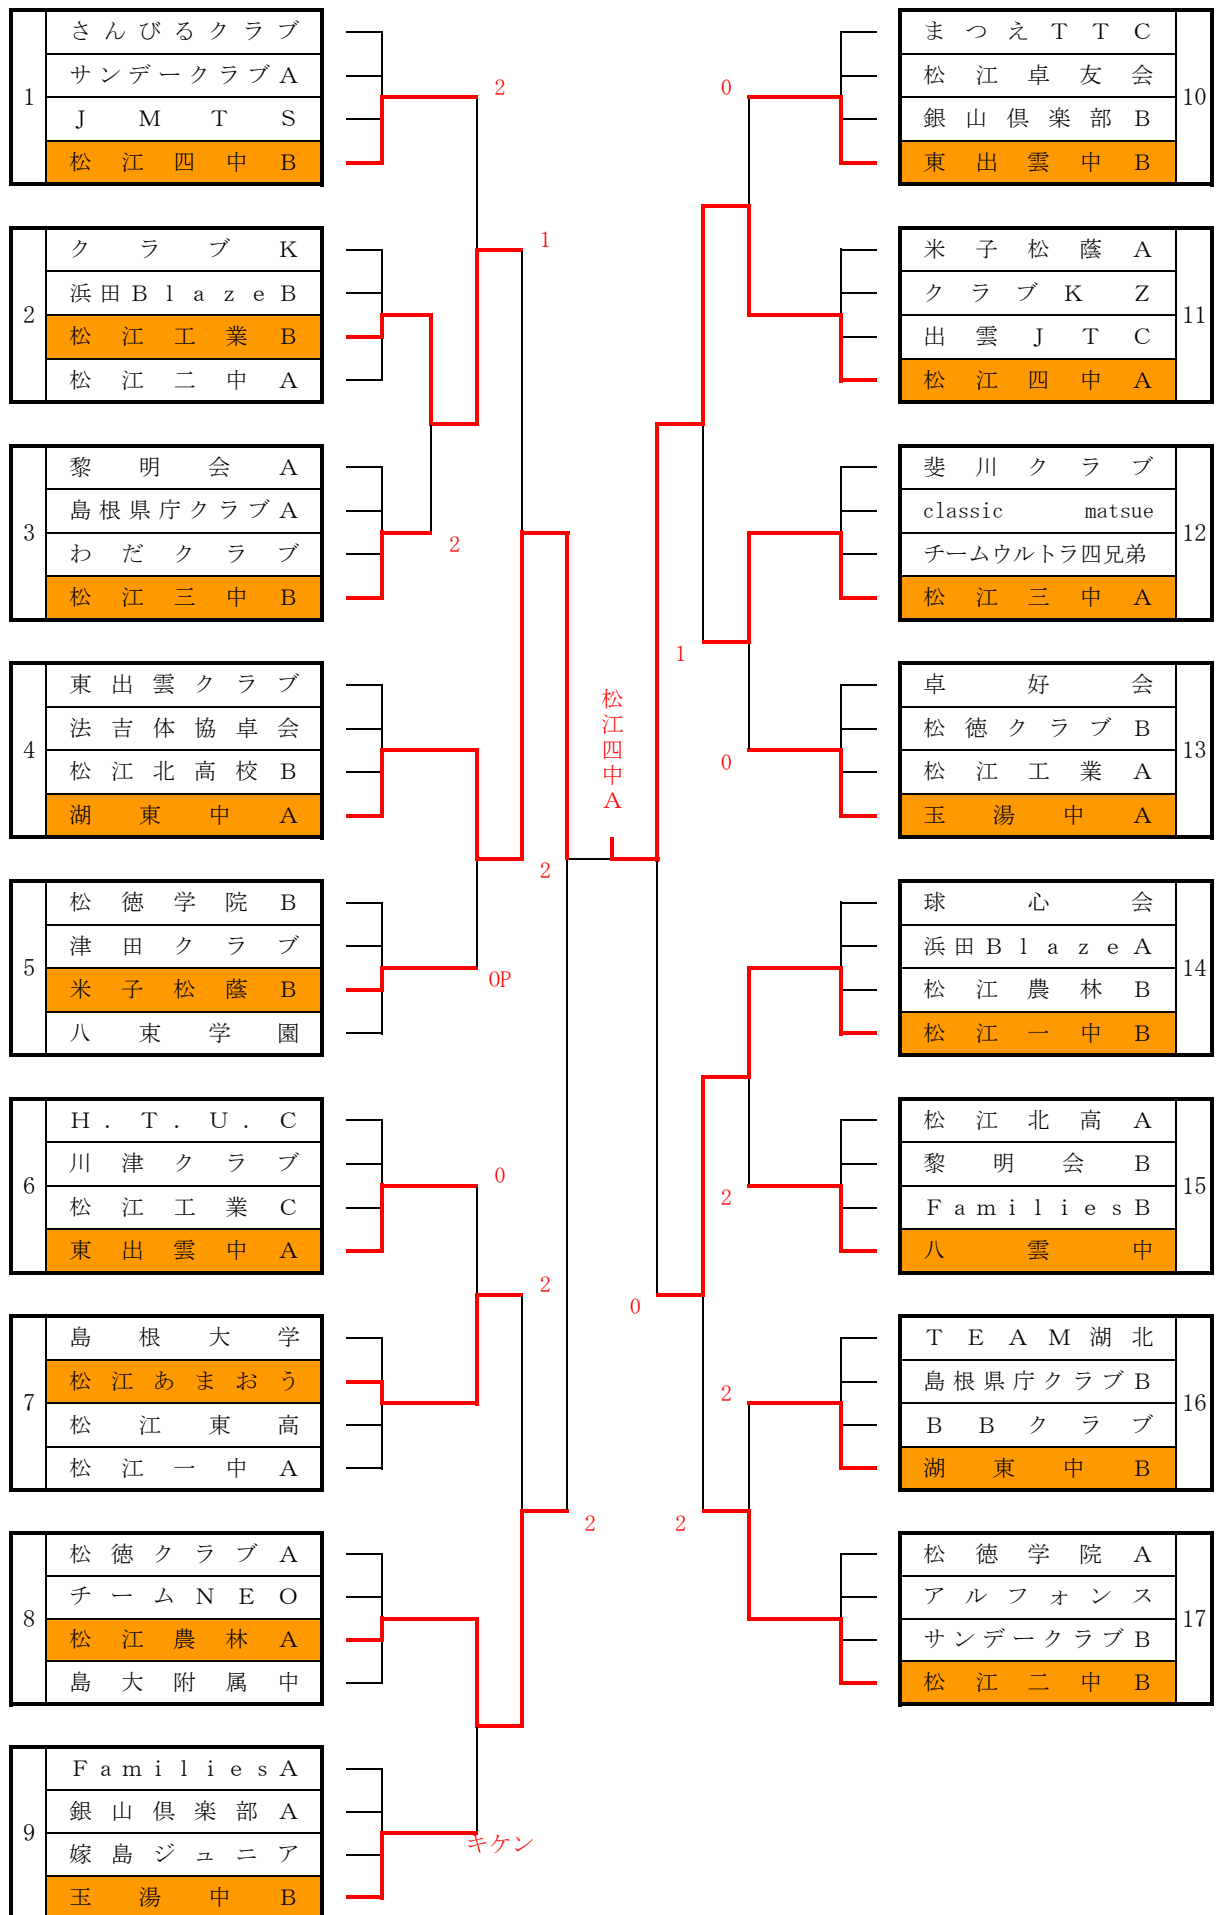 1
さんびるクラブ
サンデークラブA
JMTS
松江四中B
2
クラブK
浜田BlazeB
松江工業B
松江二中A
3
黎明会A
島根県庁クラブA
わだクラブ
松江三中B
4
東出雲クラブ
法吉体協卓会
松江北高校B
湖東中A
5
松徳学院B
津田クラブ
米子松蔭B
八束学園
6
H.T.U.C
川津クラブ
松江工業C
東出雲中A
7
島根大学
松江あまおう
松江東高
松江一中A
8
松徳クラブA
チームNEO
松江農林A
島大附属中
9
FamiliesA
銀山倶楽部A
嫁島ジュニア
玉湯中B
2
1
2
2
OP
0
2
2
キケン
松江四中A
0
1
0
2
0
2
2
10
まつえTTC
松江卓友会
銀山倶楽部B
東出雲中B
11
米子松蔭A
クラブK Z
出雲JTC
松江四中A
12
斐川クラブ
classic matsue
チームウルトラ四兄弟
松江三中A
13
卓好会
松徳クラブB
松江工業A
玉湯中A
14
球心会
浜田BlazeA
松江農林B
松江一中B
15
松江北高A
黎明会B
FamiliesB
八雲中
16
TEAM湖北
島根県庁クラブB
BBクラブ
湖東中B
17
松徳学院A
アルフォンス
サンデークラブB
松江二中B